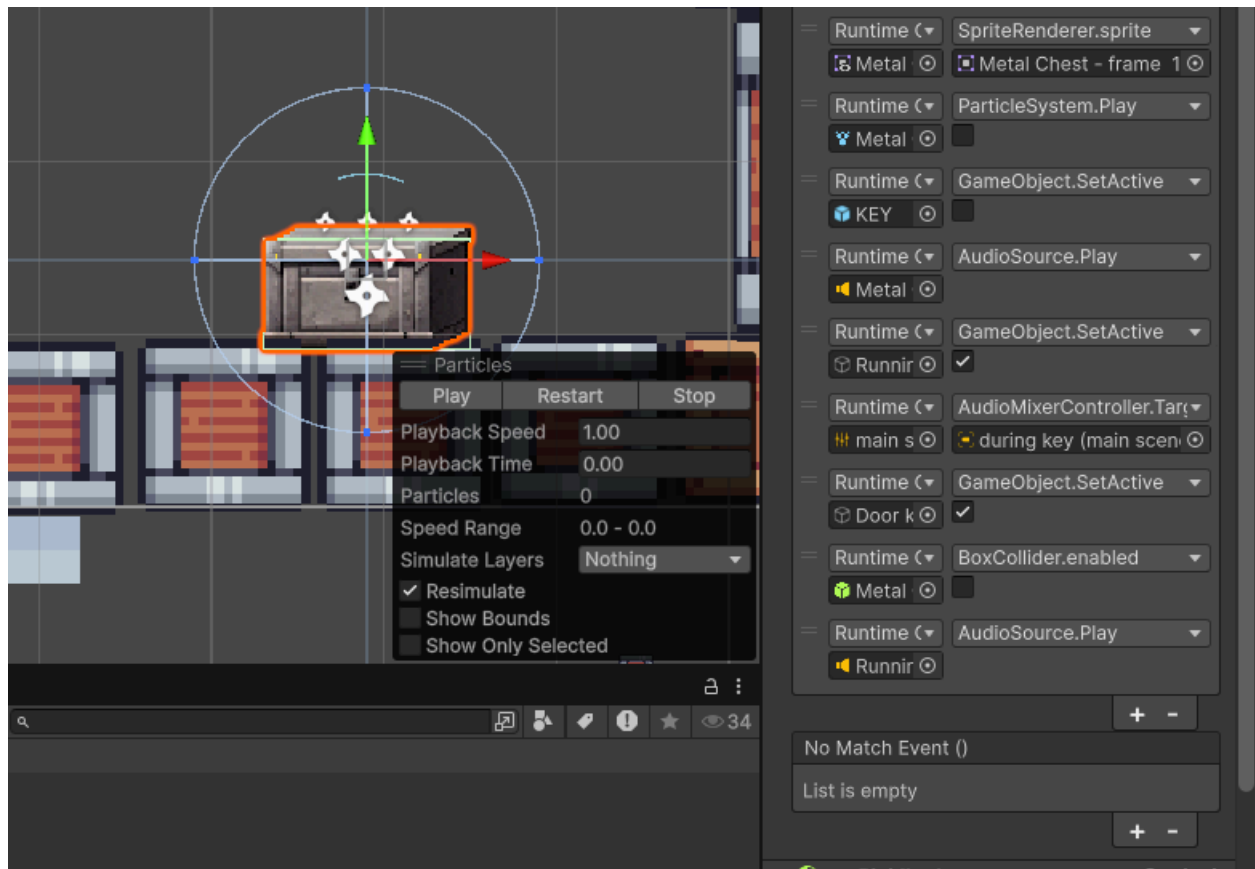 Particles
Play Restart Stop
Playback Speed 1.00
Playback Time 0.00
Particles 0
Speed Range 0.0 - 0.0
Simulate Layers Nothing
Resimulate
Show Bounds
Show Only Selected
34
Runtime ( SpriteRenderer.sprite
Metal Metal Chest - frame 1
Runtime ( ParticleSystem.Play
Metal
Runtime ( GameObject.SetActive
KEY
Runtime ( AudioSource.Play
Metal
Runtime ( GameObject.SetActive
Runnir
Runtime ( AudioMixerController.Targ
main s during key (main scen
Runtime ( GameObject.SetActive
Door k
Runtime ( BoxCollider.enabled
Metal
Runtime ( AudioSource.Play
Runnir
+ -
No Match Event ()
List is empty
+ -